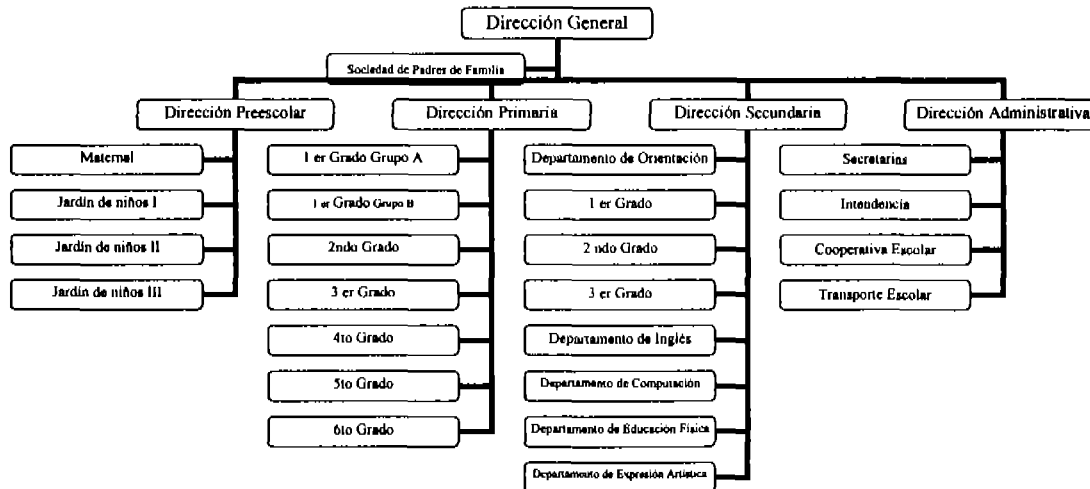 Dirección General
Sociedad de Padres de Familia
Dirección Preescolar
Dirección Primaria
Dirección Secundaria
Dirección Administrativa
Maternal
Jardín de niños I
Jardín de niños II
Jardín de niños III
1 er Grado Grupo A
1 er Grado Grupo B
2ndo Grado
3 er Grado
4to Grado
5to Grado
6to Grado
Departamento de Orientación
1 er Grado
2 ndo Grado
3 er Grado
Departamento de Inglés
Departamento de Computación
Departamento de Educación Física
Departamento de Expresión Artística
Secretarias
Intendencia
Cooperativa Escolar
Transporte Escolar